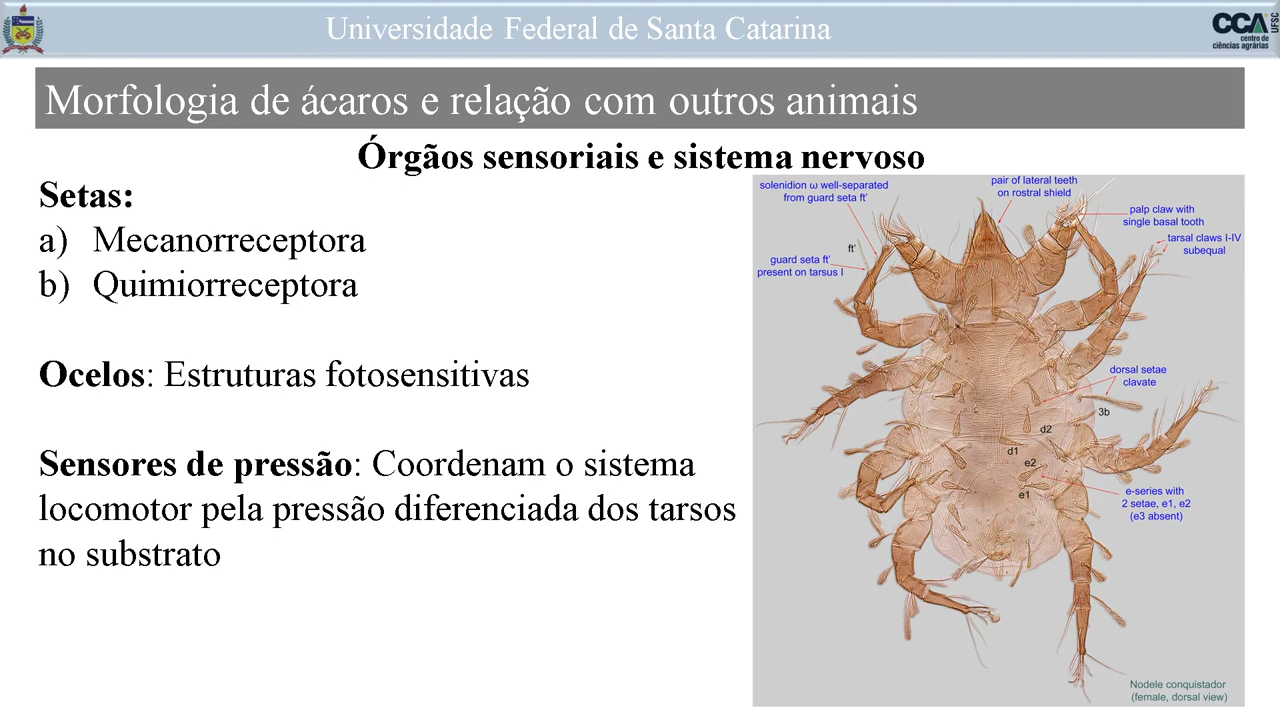 Universidade Federal de Santa Catarina
CCA
centro de
ciências agrárias
UFSC
Morfologia de ácaros e relação com outros animais
Órgãos sensoriais e sistema nervoso
Setas:
a) Mecanorreceptora
b) Quimiorreceptora
Ocelos: Estruturas fotosensitivas
Sensores de pressão: Coordenam o sistema
locomotor pela pressão diferenciada dos tarsos
no substrato
solenidion ω well-separated
from guard seta ft’
pair of lateral teeth
on rostral shield
palp claw with
single basal tooth
tarsal claws I-IV
subequal
ft’
guard seta ft’
present on tarsus I
dorsal setae
clavate
3b
d2
d1
e2
e1
e-series with
2 setae, e1, e2
(e3 absent)
Nodele conquistador
(female, dorsal view)